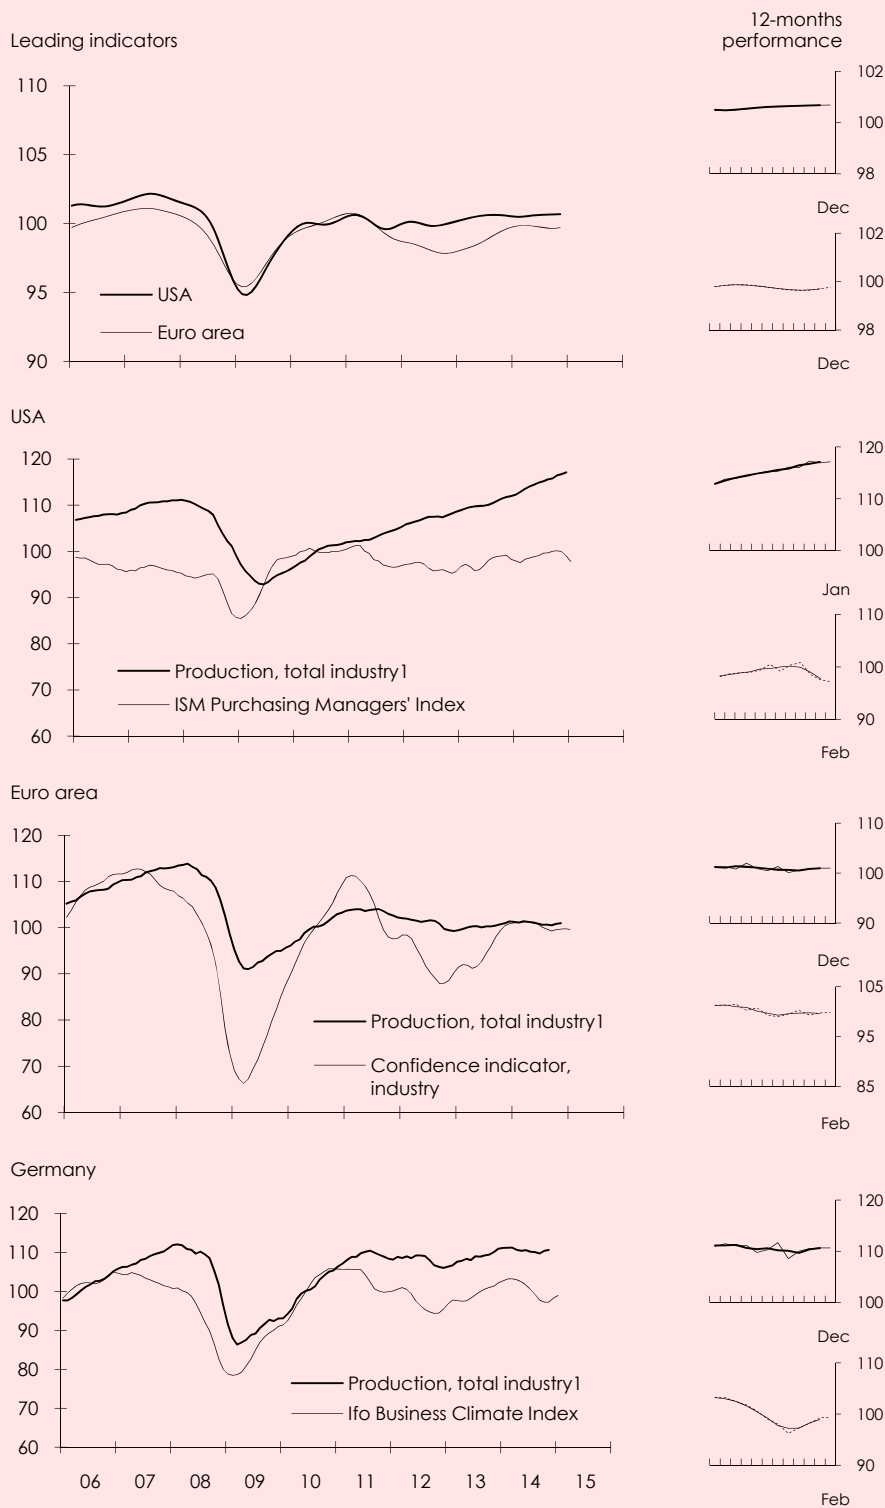 12-months
performance
Leading indicators
110
105
100
95
90
USA
Euro area
102
100
98
Dec
102
100
98
Dec
USA
120
110
100
90
80
70
60
Production, total industry1
ISM Purchasing Managers' Index
120
110
100
Jan
110
100
90
Feb
Euro area
120
110
100
90
80
70
60
Production, total industry1
Confidence indicator,
industry
110
100
90
Dec
105
95
85
Feb
Germany
120
110
100
90
80
70
60
Production, total industry1
Ifo Business Climate Index
06 07 08 09 10 11 12 13 14 15
120
110
100
Dec
110
100
90
Feb